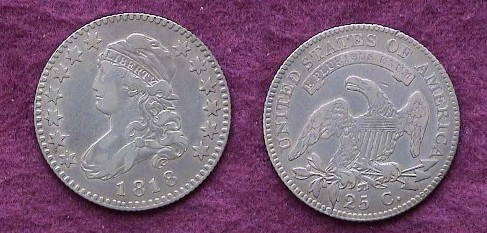 LIBERTY
1818
UNITED STATES OF AMERICA
E PLURIBUS UNUM
25 C.